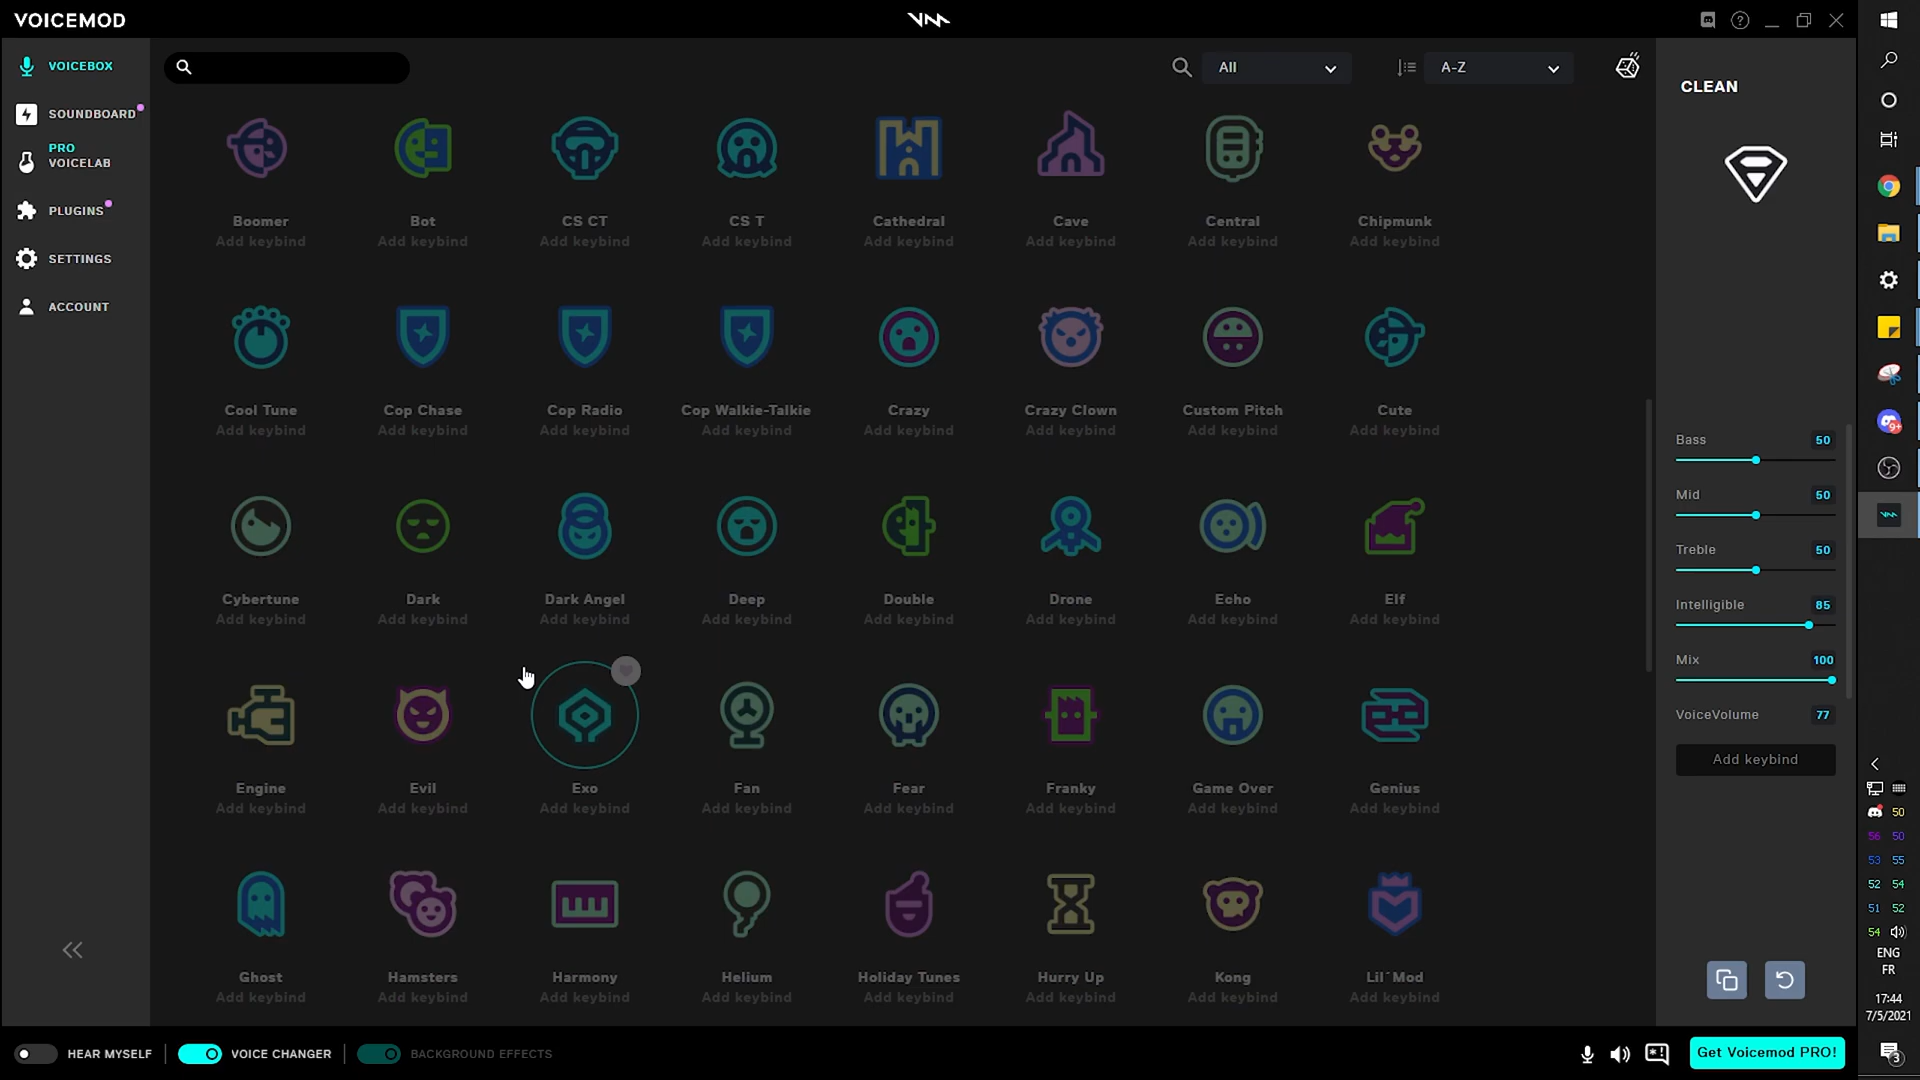 VOICEMOD
VOICEBOX
SOUNDBOARD
PRO
VOICELAB
PLUGINS
SETTINGS
ACCOUNT
All
A-Z
Boomer
Add keybind
Bot
Add keybind
CS CT
Add keybind
CS T
Add keybind
Cathedral
Add keybind
Cave
Add keybind
Central
Add keybind
Chipmunk
Add keybind
Cool Tune
Add keybind
Cop Chase
Add keybind
Cop Radio
Add keybind
Cop Walkie-Talkie
Add keybind
Crazy
Add keybind
Crazy Clown
Add keybind
Custom Pitch
Add keybind
Cute
Add keybind
Cybertune
Add keybind
Dark
Add keybind
Dark Angel
Add keybind
Deep
Add keybind
Double
Add keybind
Drone
Add keybind
Echo
Add keybind
Elf
Add keybind
Engine
Add keybind
Evil
Add keybind
Exo
Add keybind
Fan
Add keybind
Fear
Add keybind
Franky
Add keybind
Game Over
Add keybind
Genius
Add keybind
Ghost
Add keybind
Hamsters
Add keybind
Harmony
Add keybind
Helium
Add keybind
Holiday Tunes
Add keybind
Hurry Up
Add keybind
Kong
Add keybind
Lil´Mod
Add keybind
CLEAN
Bass 50
Mid 50
Treble 50
Intelligible 85
Mix 100
VoiceVolume 77
Add keybind
HEAR MYSELF
VOICE CHANGER
BACKGROUND EFFECTS
Get Voicemod PRO!
9+
50
56 50
53 55
52 54
51 52
54
ENG
FR
17:44
7/5/2021
3